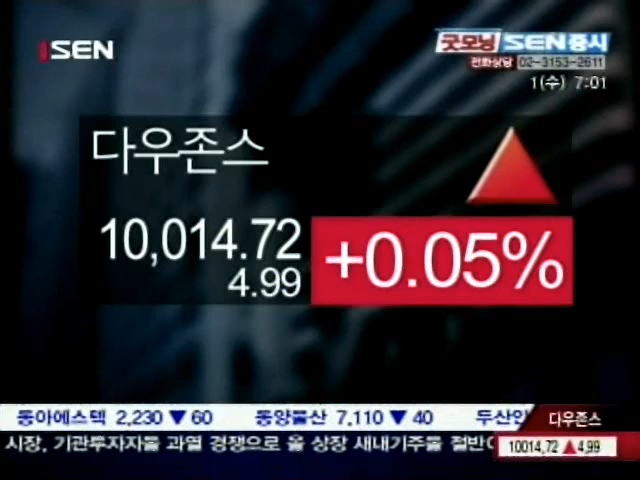 SEN
굿모닝 SEN증시
전화상담 02-3153-2611
1(수) 7:01
다우존스
10,014.72
4.99
+0.05%
동아에스텍 2,230 ▼ 60 동양물산 7,110 ▼ 40 두산인
다우존스
시장, 기관투자자들 과열 경쟁으로 올 상장 새내기주들 절반
10014.72 ▲ 4.99